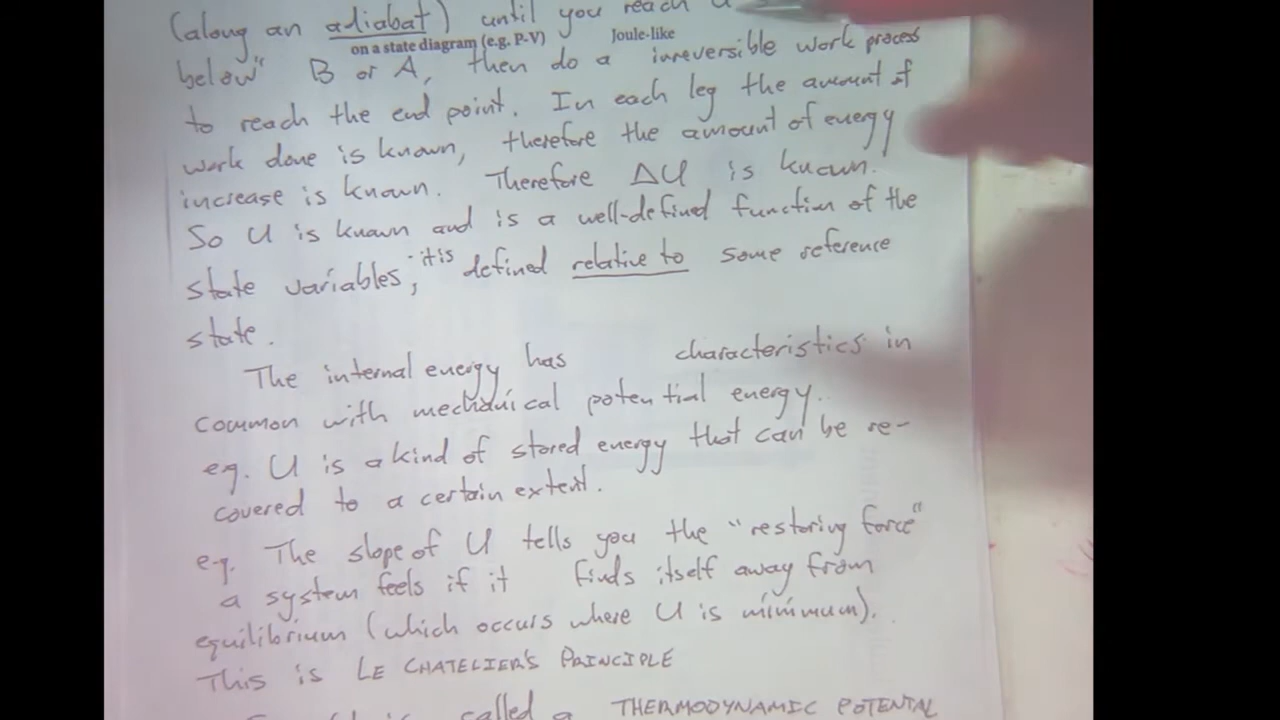 (along an adiabat) until you reach
on a state diagram (e.g. P-V) Joule-like
below" B or A, then do a irreversible work process
to reach the end point. In each leg the amount of
work done is known, therefore the amount of energy
increase is known. Therefore ΔU is known.
So U is known and is a well-defined function of the
state variables; - it is defined relative to some reference
state.
The internal energy has characteristics in
common with mechanical potential energy.
e.g. U is a kind of stored energy that can be re-
covered to a certain extent.
e.g. The slope of U tells you the "restoring force"
a system feels if it finds itself away from
equilibrium (which occurs where U is minimum).
This is LE CHATELIER'S PRINCIPLE
called a THERMODYNAMIC POTENTAL